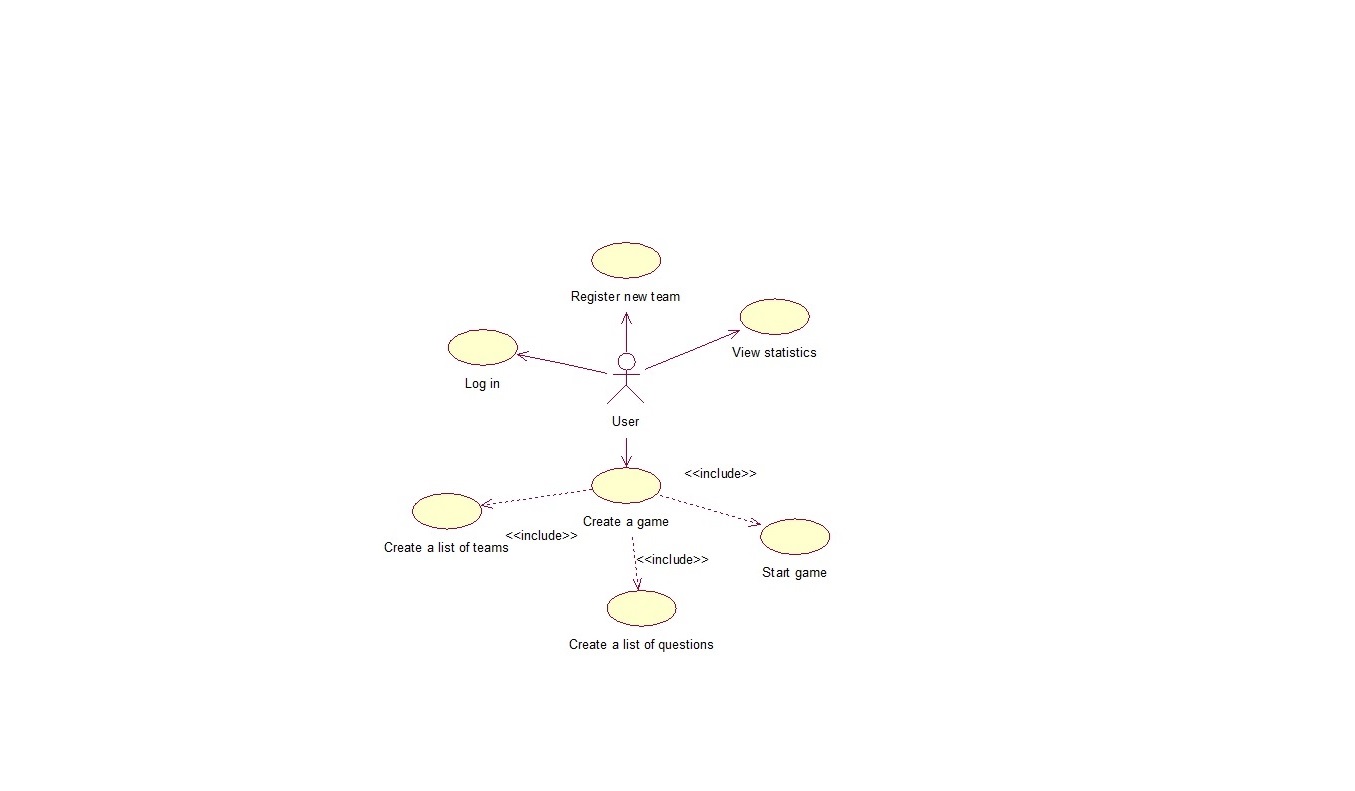 Register new team
View statistics
Log in
User
<<include>>
Create a game
<<include>>
Create a list of teams
<<include>>
Start game
Create a list of questions